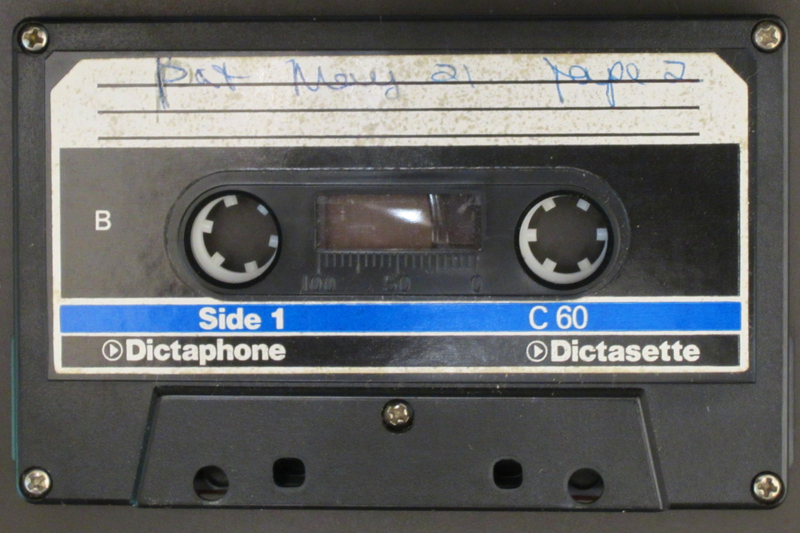 Pat Mary 21 tape 2
B
100 50 0
Side 1 C 60
Dictaphone Dictasette